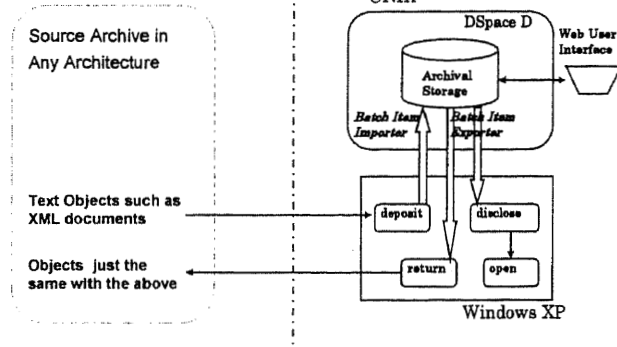 DSpace D
Source Archive in
Any Architecture
Web User
Interface
Archival
Storage
Batch Item
Importer
Batch Item
Exporter
Text Objects such as
XML documents
deposit
disclose
Objects just the
same with the above
return
open
Windows XP